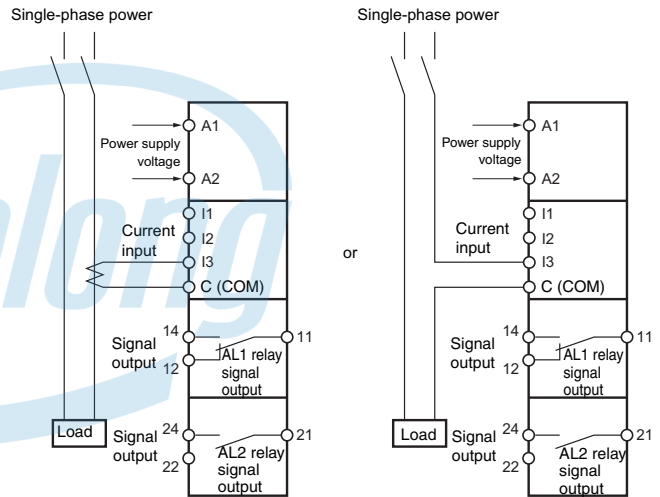 Single-phase power
A1
Power supply
voltage
A2
I1
I2
Current
input
I3
C (COM)
14
11
Signal
output
12
AL1 relay
signal
output
Load
24
21
Signal
output
22
AL2 relay
signal
output
or
Single-phase power
A1
Power supply
voltage
A2
I1
I2
Current
input
I3
C (COM)
14
11
Signal
output
12
AL1 relay
signal
output
Load
24
21
Signal
output
22
AL2 relay
signal
output